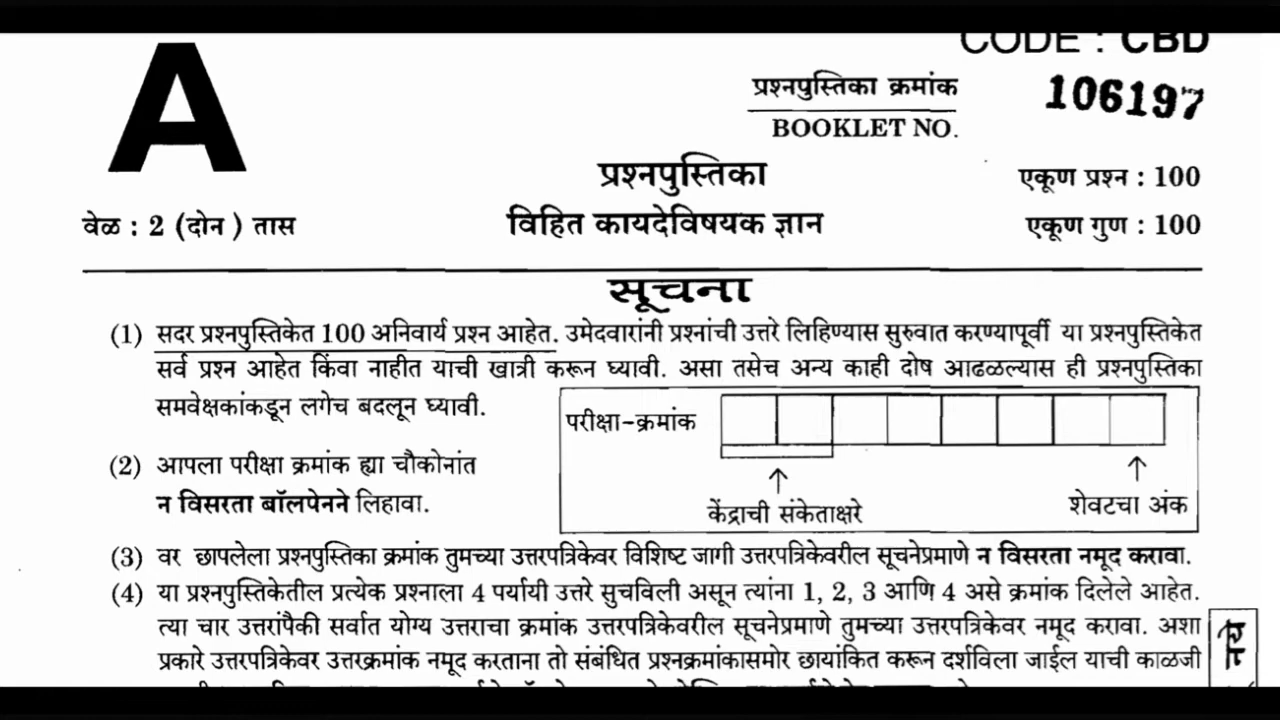 CODE : CBD
A
प्रश्नपुस्तिका क्रमांक
BOOKLET NO.
106197
प्रश्नपुस्तिका
एकूण प्रश्न : 100
वेळ : 2 (दोन ) तास
विहित कायदेविषयक ज्ञान
एकूण गुण : 100
सूचना
(1) सदर प्रश्नपुस्तिकेत 100 अनिवार्य प्रश्न आहेत. उमेदवारांनी प्रश्नांची उत्तरे लिहिण्यास सुरुवात करण्यापूर्वी या प्रश्नपुस्तिकेत
सर्व प्रश्न आहेत किंवा नाहीत याची खात्री करून घ्यावी. असा तसेच अन्य काही दोष आढळल्यास ही प्रश्नपुस्तिका
समवेक्षकांकडून लगेच बदलून घ्यावी.
परीक्षा-क्रमांक
(2) आपला परीक्षा क्रमांक ह्या चौकोनांत
न विसरता बॉलपेनने लिहावा.
केंद्राची संकेताक्षरे
शेवटचा अंक
(3) वर छापलेला प्रश्नपुस्तिका क्रमांक तुमच्या उत्तरपत्रिकेवर विशिष्ट जागी उत्तरपत्रिकेवरील सूचनेप्रमाणे न विसरता नमूद करावा.
(4) या प्रश्नपुस्तिकेतील प्रत्येक प्रश्नाला 4 पर्यायी उत्तरे सुचविली असून त्यांना 1, 2, 3 आणि 4 असे क्रमांक दिलेले आहेत.
त्या चार उत्तरांपैकी सर्वात योग्य उत्तराचा क्रमांक उत्तरपत्रिकेवरील सूचनेप्रमाणे तुमच्या उत्तरपत्रिकेवर नमूद करावा. अशा
प्रकारे उत्तरपत्रिकेवर उत्तरक्रमांक नमूद करताना तो संबंधित प्रश्नक्रमांकासमोर छायांकित करून दर्शविला जाईल याची काळजी